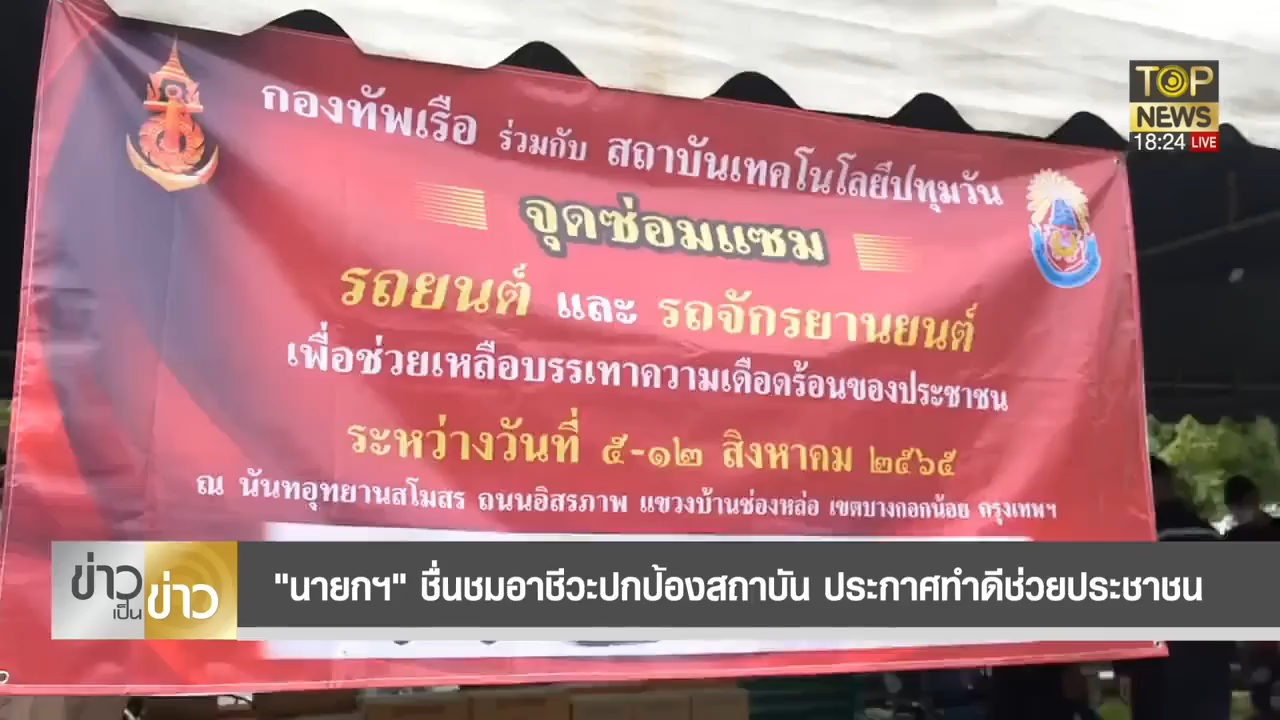 TOP
NEWS
18:24 LIVE
กองทัพเรือ ร่วมกับ สถาบันเทคโนโลยีปทุมวัน
จุดซ่อมแซม
รถยนต์ และ รถจักรยานยนต์
เพื่อช่วยเหลือบรรเทาความเดือดร้อนของประชาชน
ระหว่างวันที่ ๕-๑๒ สิงหาคม ๒๕๖๕
ณ นันทอุทยานสโมสร ถนนอิสรภาพ แขวงบ้านช่างหล่อ เขตบางกอกน้อย กรุงเทพฯ
ข่าว
เป็น ข่าว
"นายกฯ" ชื่นชมอาชีวะปกป้องสถาบัน ประกาศทำดีช่วยประชาชน